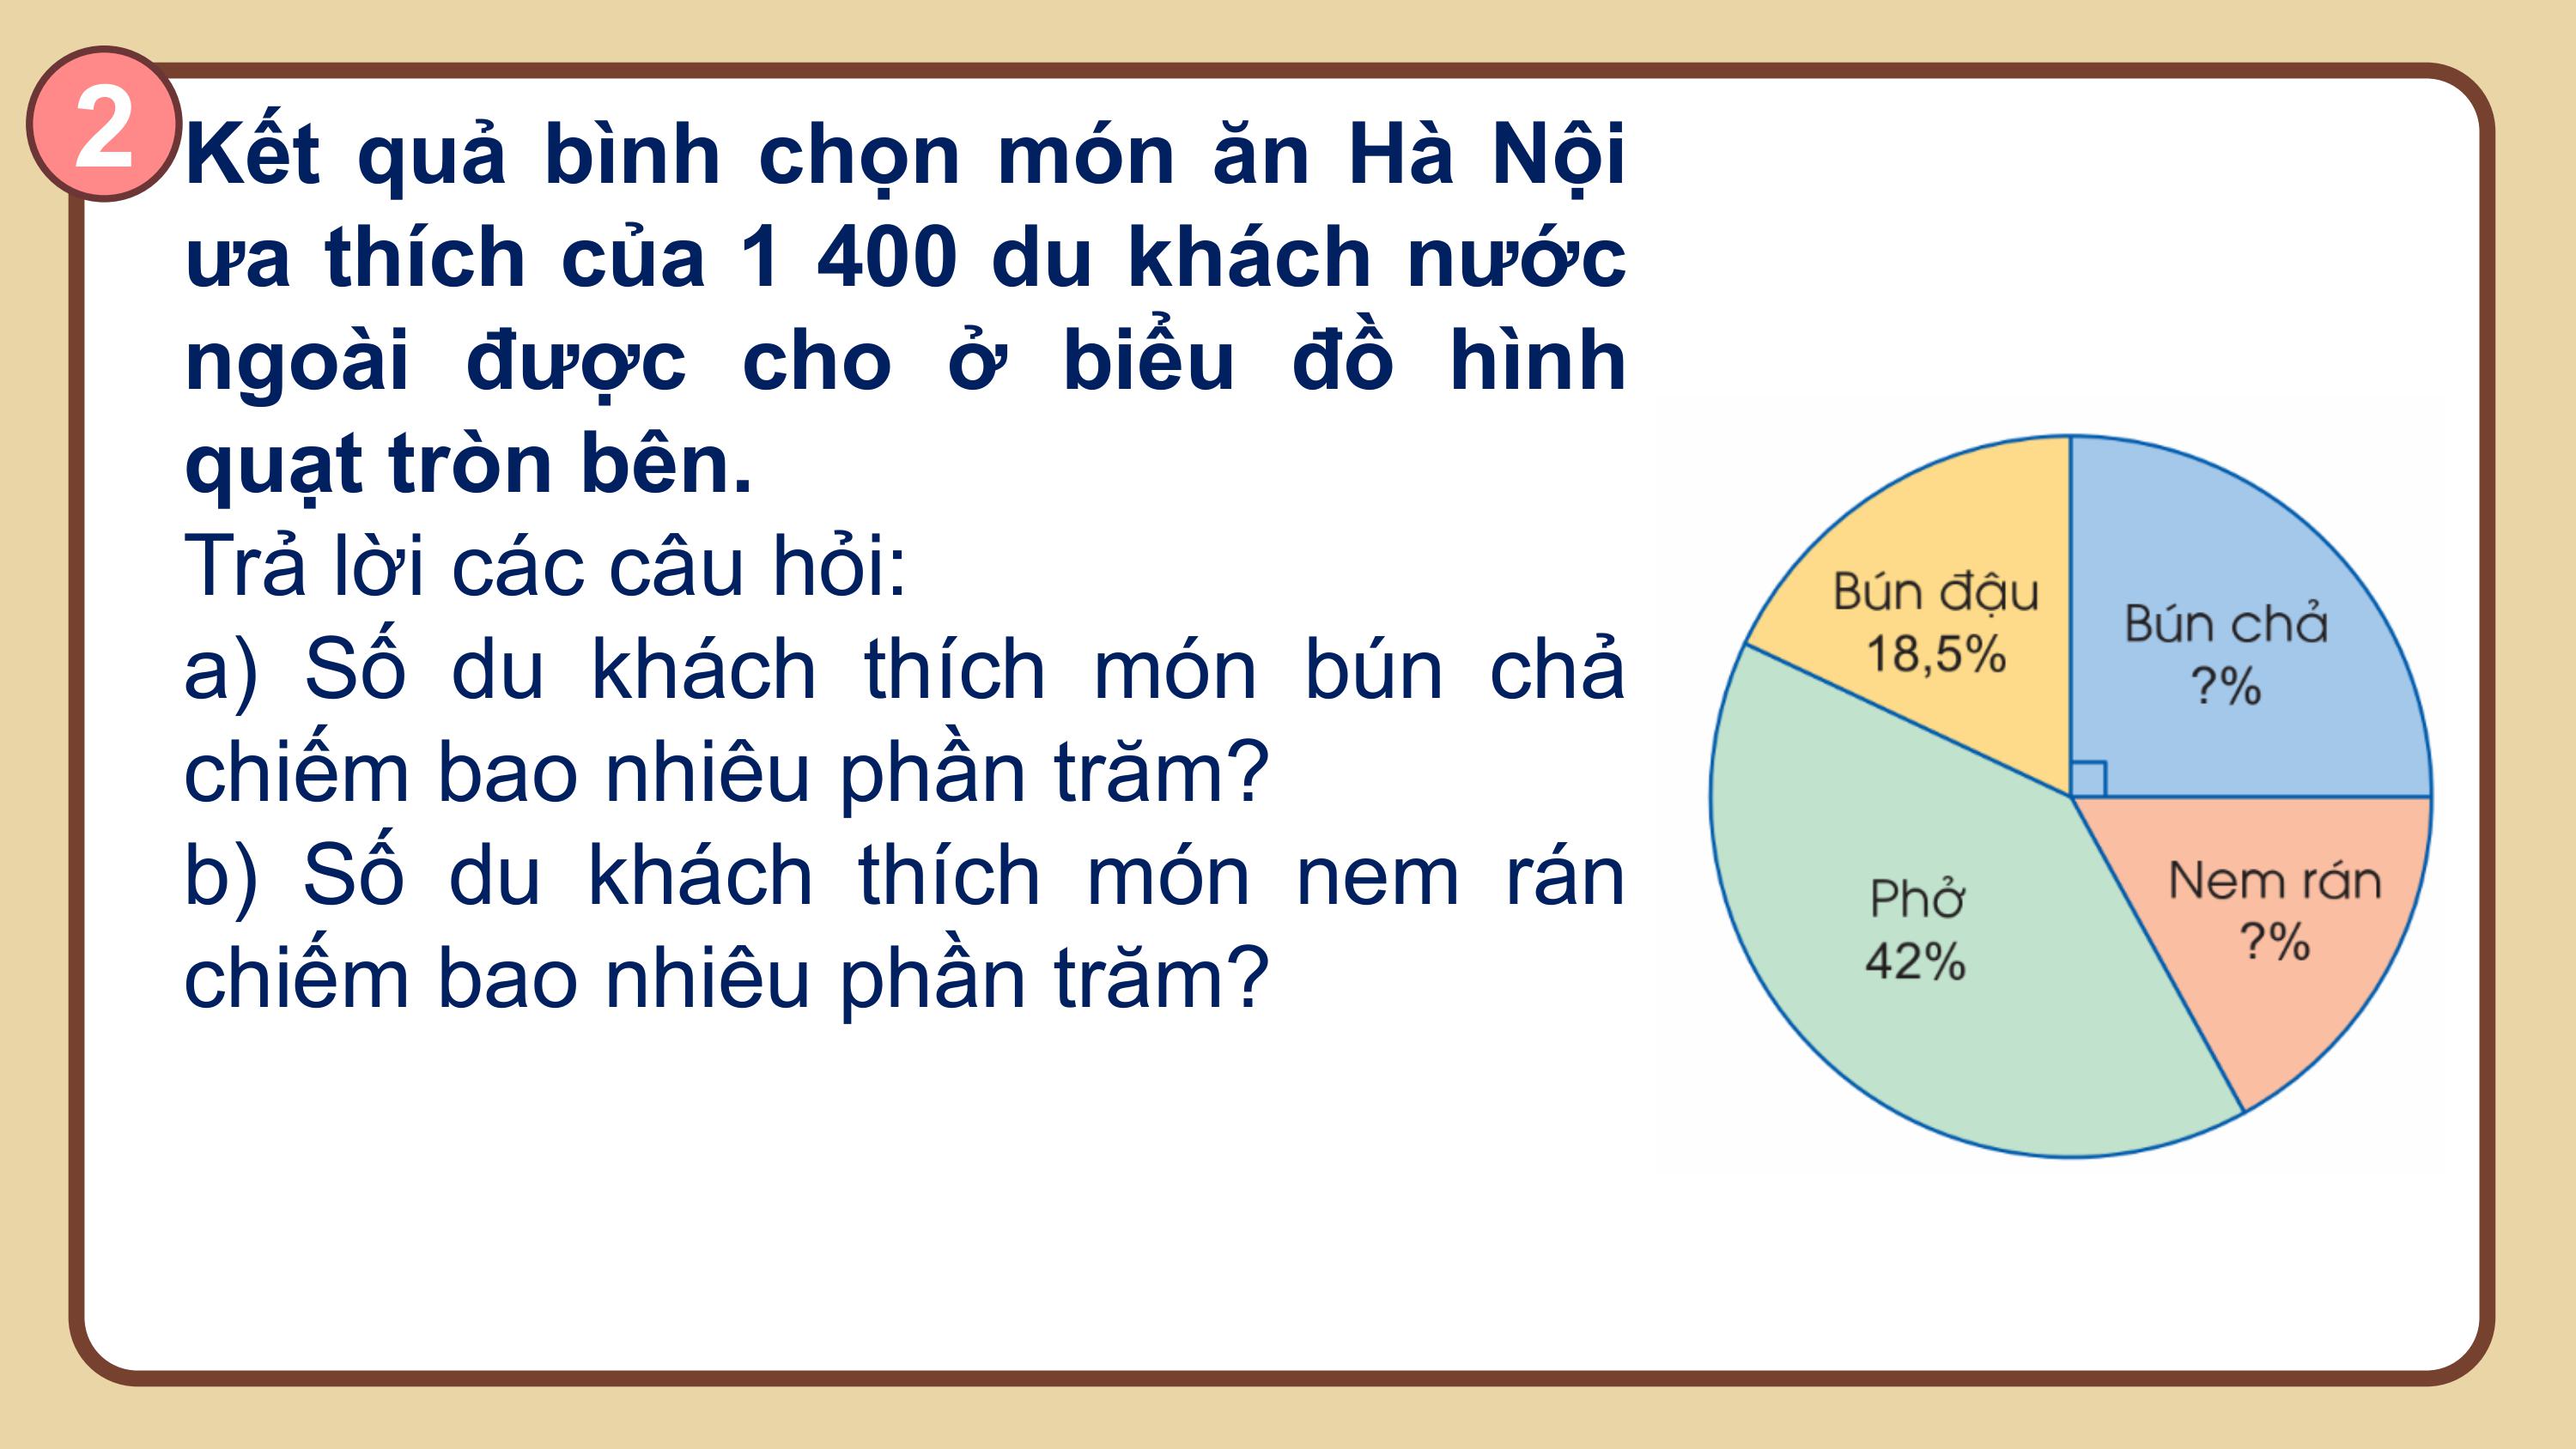 2
Kết quả bình chọn món ăn Hà Nội
ưa thích của 1 400 du khách nước
ngoài được cho ở biểu đồ hình
quạt tròn bên.
Trả lời các câu hỏi:
a) Số du khách thích món bún chả
chiếm bao nhiêu phần trăm?
b) Số du khách thích món nem rán
chiếm bao nhiêu phần trăm?
Bún đậu
18,5%
Bún chả
?%
Nem rán
?%
Phở
42%